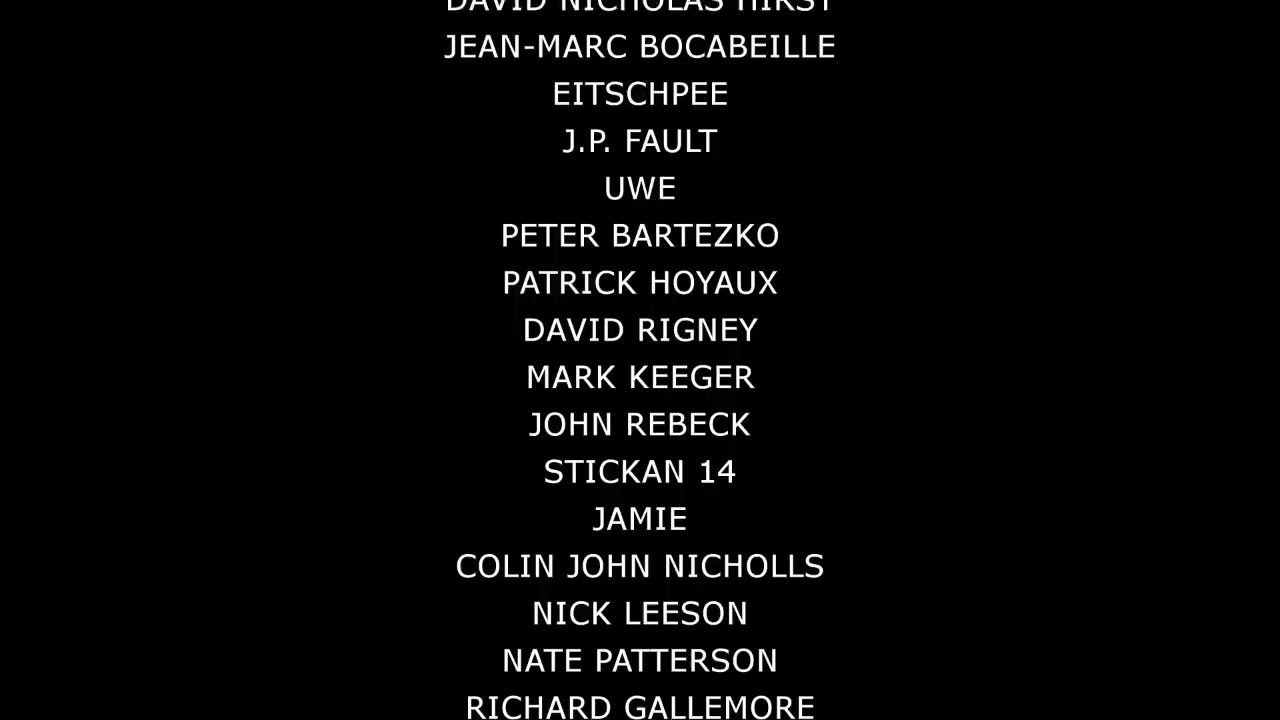 DAVID NICHOLAS HIRST
JEAN-MARC BOCABEILLE
EITSCHPEE
J.P. FAULT
UWE
PETER BARTEZKO
PATRICK HOYAUX
DAVID RIGNEY
MARK KEEGER
JOHN REBECK
STICKAN 14
JAMIE
COLIN JOHN NICHOLLS
NICK LEESON
NATE PATTERSON
RICHARD GALLEMORE